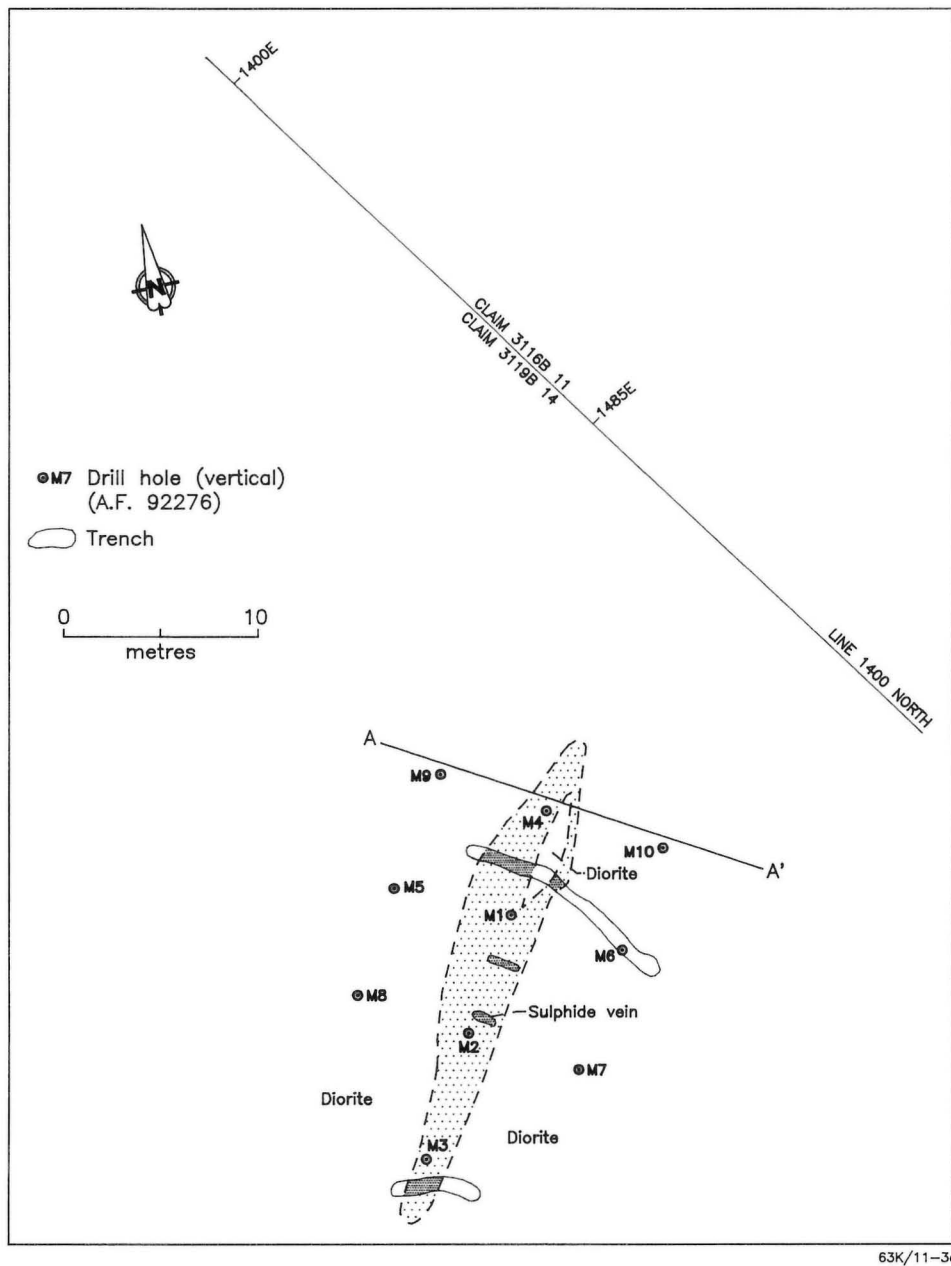 1400E
N
CLAIM 3116B 11
CLAIM 3119B 14
1485E
M7 Drill hole (vertical)
(A.F. 92276)
Trench
0 10
metres
LINE 1400 NORTH
A
M9
M4
M10
A'
Diorite
M5
M1
M6
M8
Sulphide vein
M2
M7
Diorite
Diorite
M3